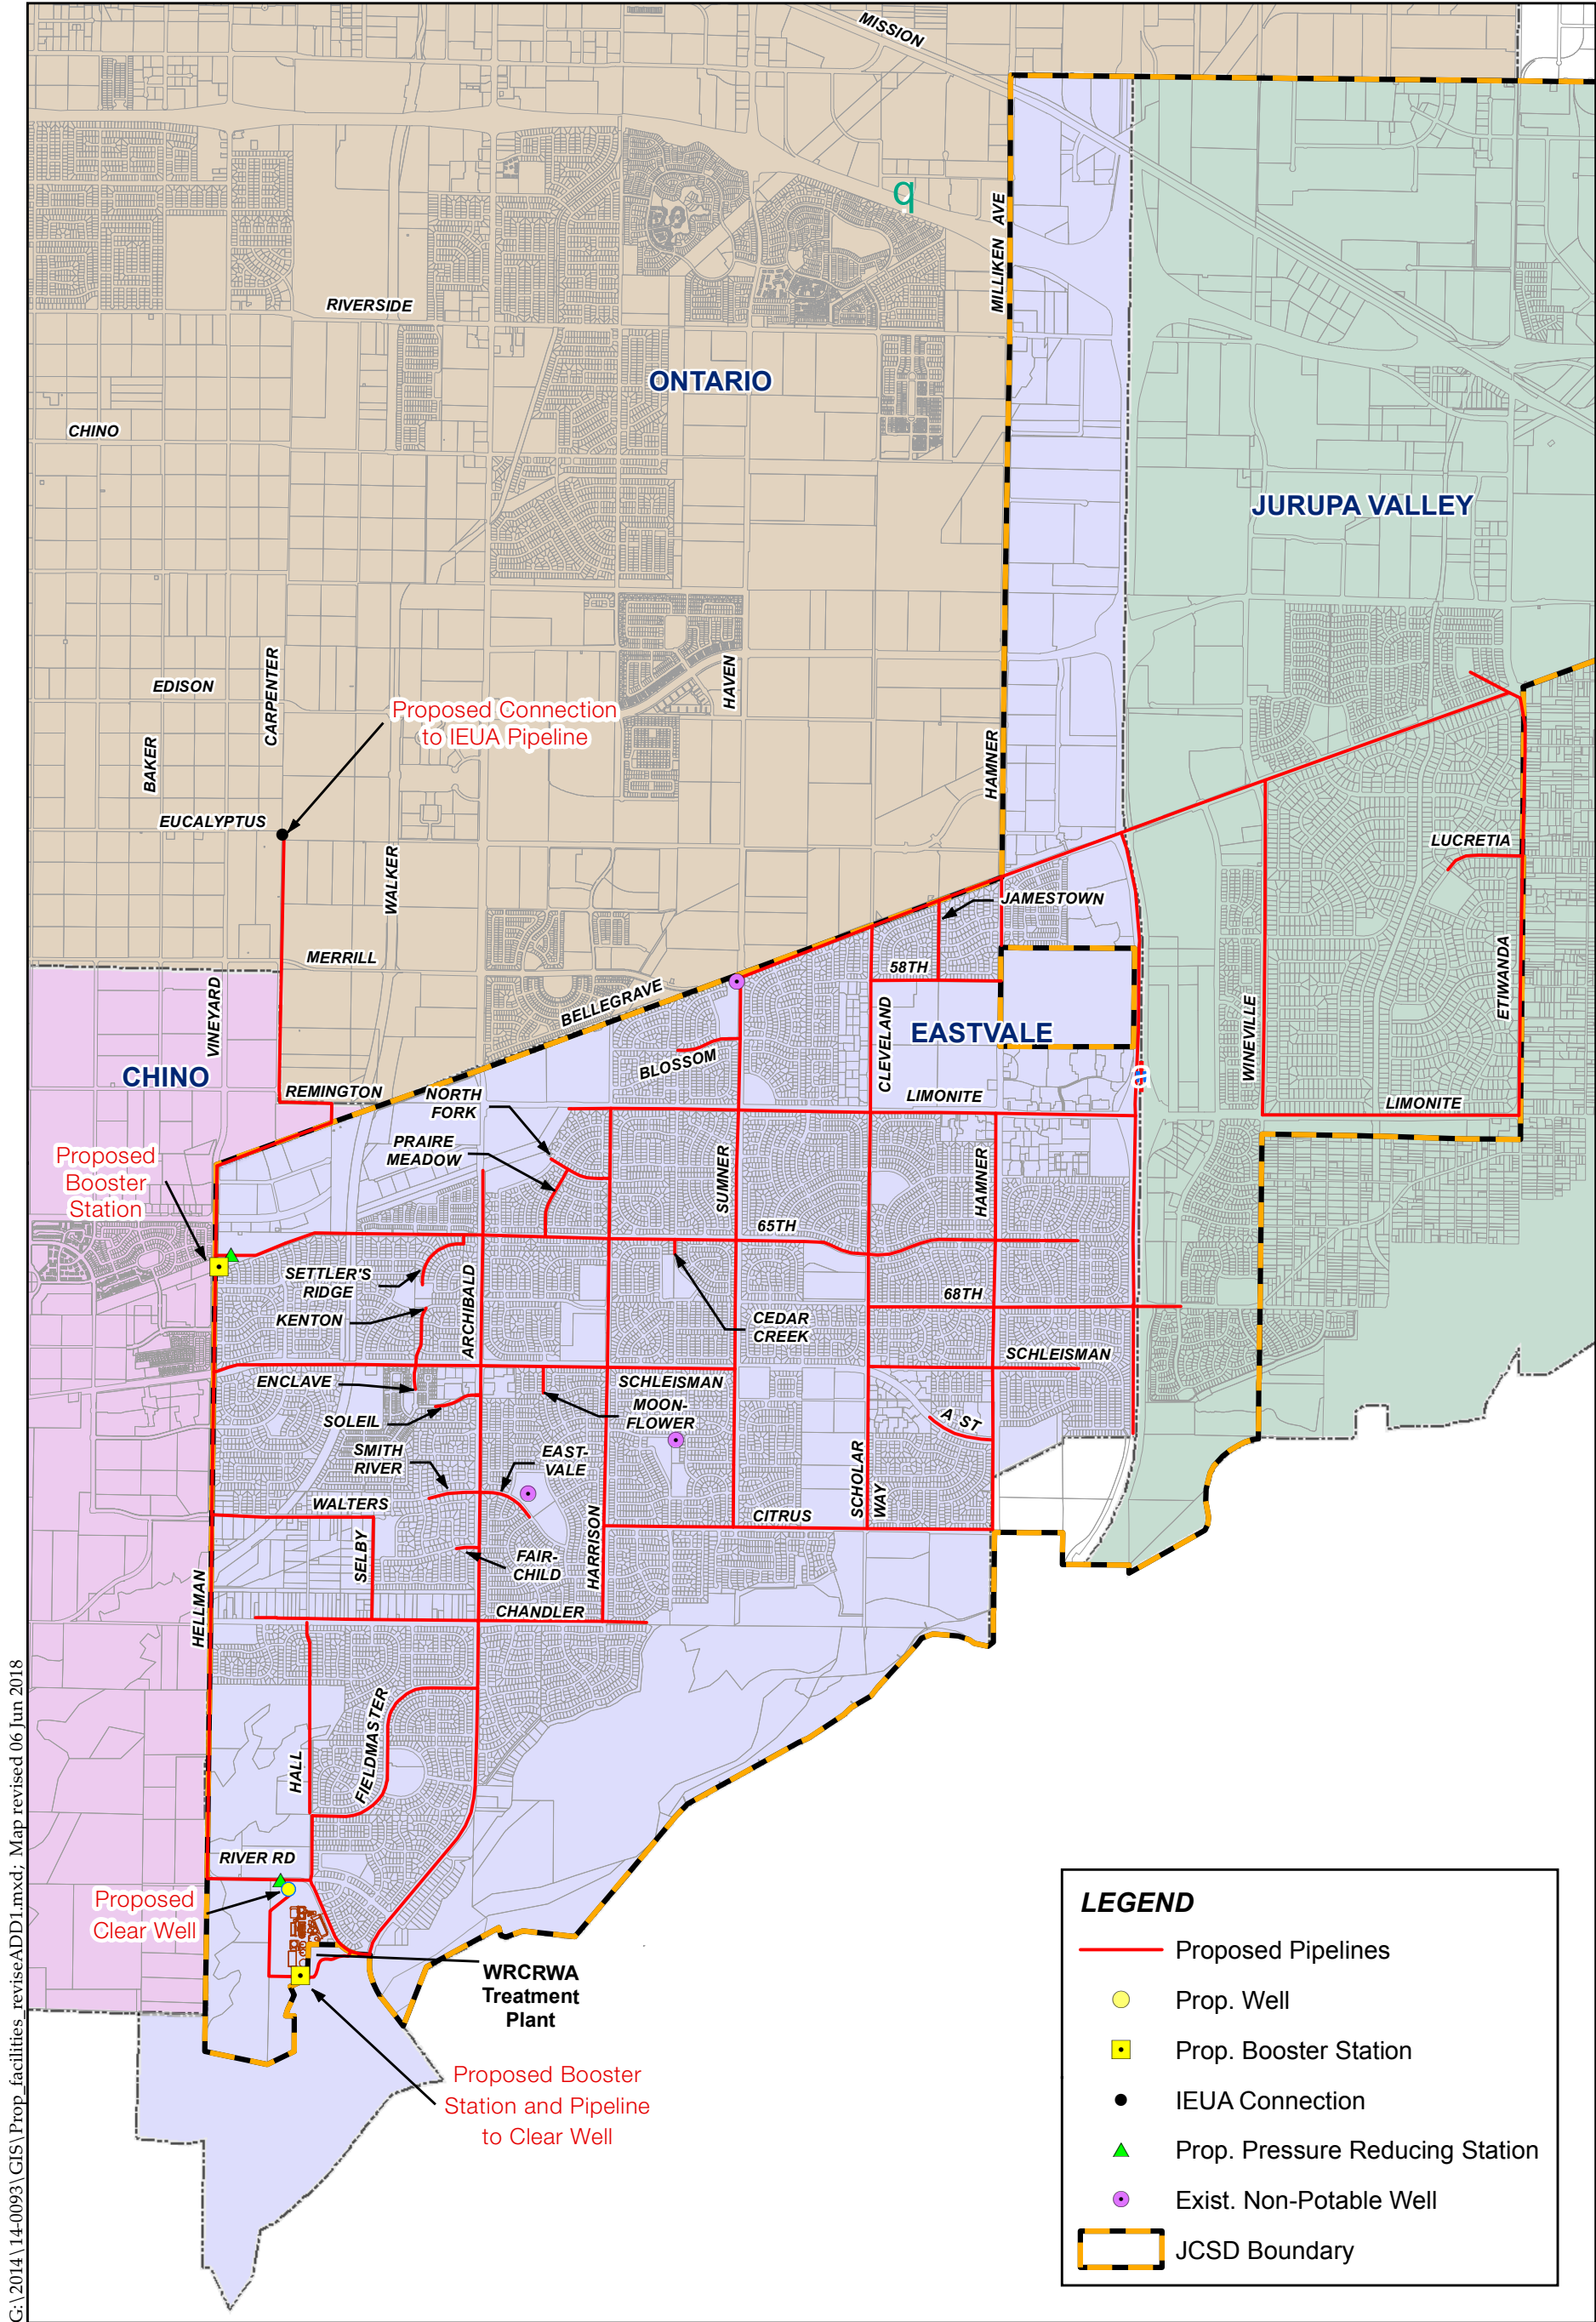 MISSION
q
MILLIKEN AVE
RIVERSIDE
ONTARIO
CHINO
JURUPA VALLEY
EDISON
CARPENTER
HAVEN
Proposed Connection
to IEUA Pipeline
BAKER
HAMNER
EUCALYPTUS
WALKER
LUCRETIA
JAMESTOWN
MERRILL
58TH
BELLEGRAVE
VINEYARD
ETIWANDA
CLEVELAND
EASTVALE
WINEVILLE
CHINO
BLOSSOM
REMINGTON
NORTH
FORK
LIMONITE
LIMONITE
PRAIRE
MEADOW
Proposed
Booster
Station
SUMNER
HAMNER
65TH
SETTLER'S
RIDGE
ARCHIBALD
68TH
KENTON
CEDAR
CREEK
SCHLEISMAN
ENCLAVE
SCHLEISMAN
SOLEIL
MOON-
FLOWER
A ST
SMITH
RIVER
EAST-
VALE
SCHOLAR
WAY
WALTERS
CITRUS
SELBY
HARRISON
FAIR-
CHILD
HELLMAN
CHANDLER
FIELDMASTER
HALL
RIVER RD
Proposed
Clear Well
WRCRWA
Treatment
Plant
Proposed Booster
Station and Pipeline
to Clear Well
LEGEND
Proposed Pipelines
Prop. Well
Prop. Booster Station
IEUA Connection
Prop. Pressure Reducing Station
Exist. Non-Potable Well
JCSD Boundary
G:\2014\14-0093\GIS\Prop_facilities_reviseADD1.mxd; Map revised 06 Jun 2018